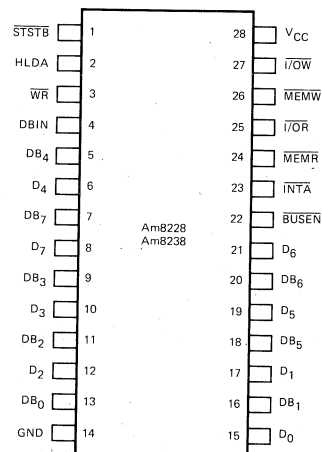 STSTB 1 28 VCC
HLDA 2 27 I/OW
WR 3 26 MEMW
DBIN 4 25 I/OR
DB4 5 24 MEMR
D4 6 23 INTA
DB7 7 22 BUSEN
Am8228
D7 8 21 D6
Am8238
DB3 9 20 DB6
D3 10 19 D5
DB2 11 18 DB5
D2 12 17 D1
DB0 13 16 DB1
GND 14 15 D0